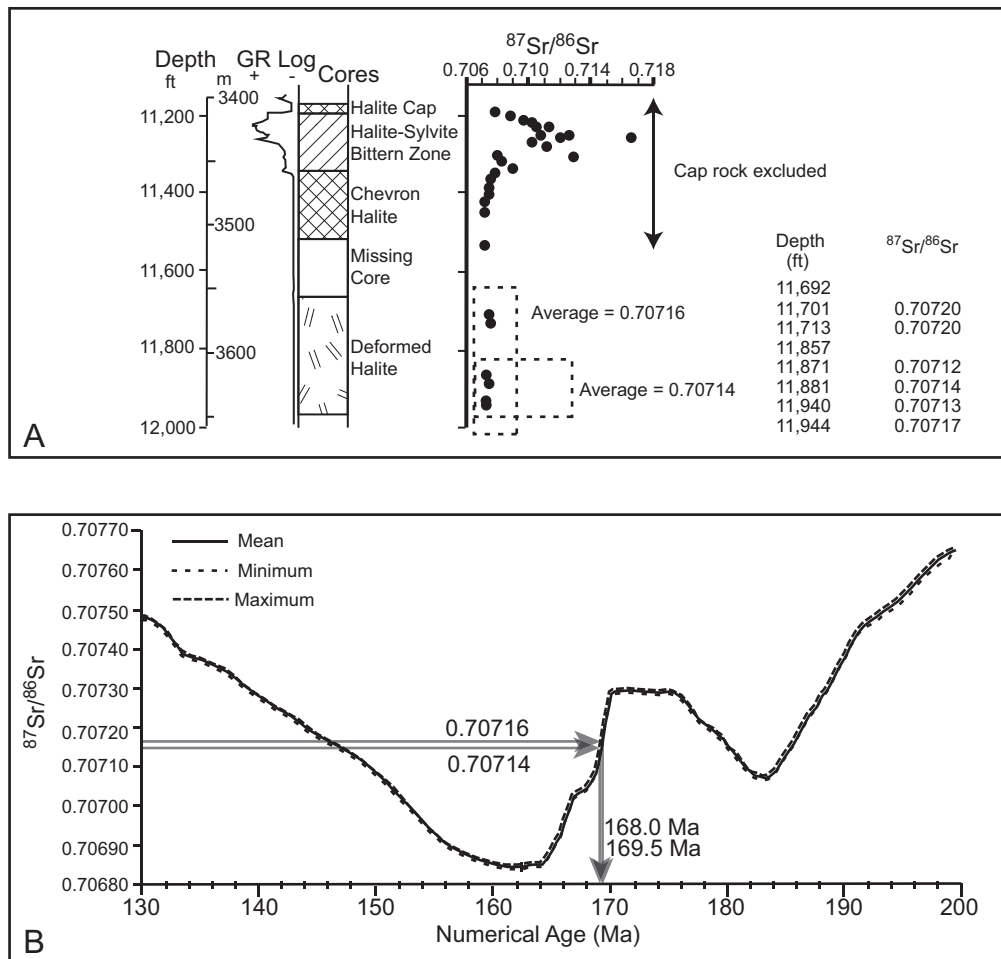 A
Depth
ft
m
GR Log
+
-
Cores
3400
11,200
11,400
3500
11,600
11,800
3600
12,000
Halite Cap
Halite-Sylvite
Bittern Zone
Chevron
Halite
Missing
Core
Deformed
Halite
87Sr/86Sr
0.706
0.710
0.714
0.718
Cap rock excluded
Average = 0.70716
Average = 0.70714
Depth 87Sr/86Sr
(ft)
11,692
11,701 0.70720
11,713 0.70720
11,857
11,871 0.70712
11,881 0.70714
11,940 0.70713
11,944 0.70717
B
87Sr/86Sr
0.70770
0.70760
0.70750
0.70740
0.70730
0.70720
0.70710
0.70700
0.70690
0.70680
Mean
Minimum
Maximum
0.70716
0.70714
168.0 Ma
169.5 Ma
130 140 150 160 170 180 190 200
Numerical Age (Ma)